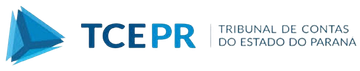 TCEPR
TRIBUNAL DE CONTAS
DO ESTADO DO PARANÁ